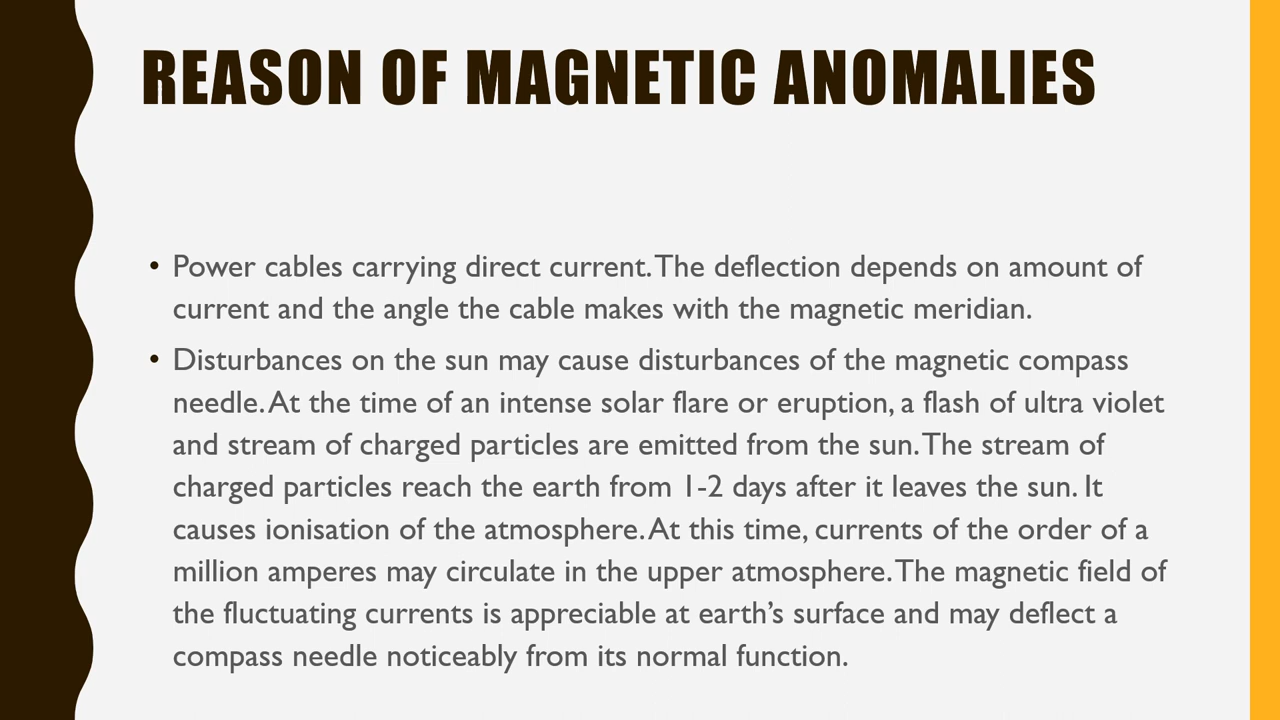 REASON OF MAGNETIC ANOMALIES
• Power cables carrying direct current. The deflection depends on amount of
current and the angle the cable makes with the magnetic meridian.
• Disturbances on the sun may cause disturbances of the magnetic compass
needle. At the time of an intense solar flare or eruption, a flash of ultra violet
and stream of charged particles are emitted from the sun. The stream of
charged particles reach the earth from 1-2 days after it leaves the sun. It
causes ionisation of the atmosphere. At this time, currents of the order of a
million amperes may circulate in the upper atmosphere. The magnetic field of
the fluctuating currents is appreciable at earth’s surface and may deflect a
compass needle noticeably from its normal function.